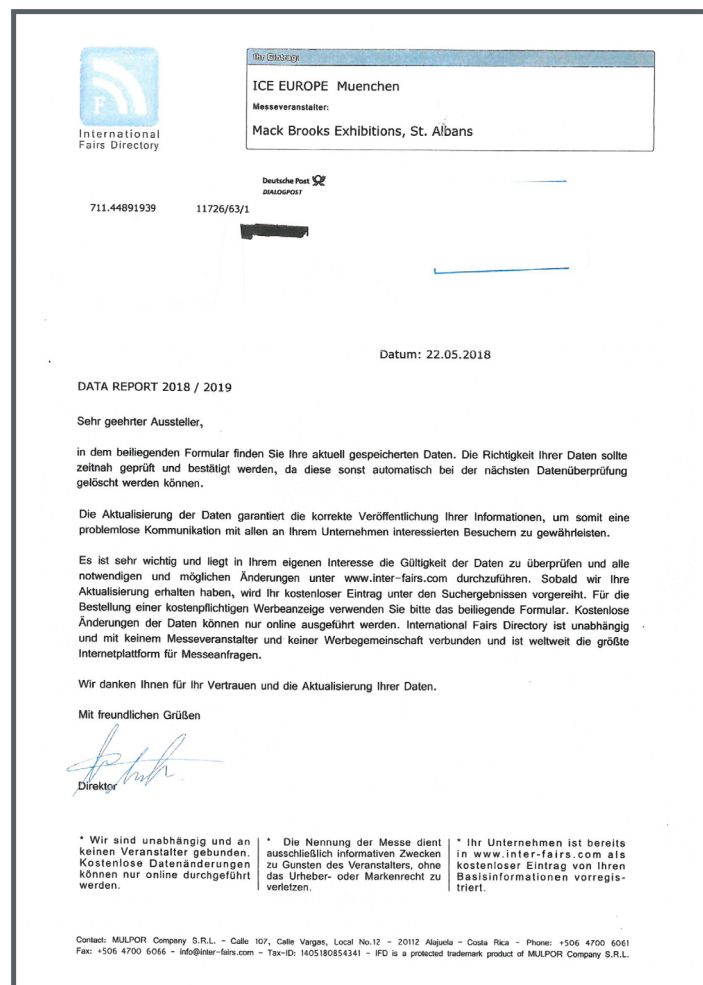 Ihr Eintrag:
ICE EUROPE Muenchen
Messeveranstalter:
Mack Brooks Exhibitions, St. Albans
F
International
Fairs Directory
Deutsche Post
DIALOGPOST
711.44891939 11726/63/1
Datum: 22.05.2018
DATA REPORT 2018 / 2019
Sehr geehrter Aussteller,
in dem beiliegenden Formular finden Sie Ihre aktuell gespeicherten Daten. Die Richtigkeit Ihrer Daten sollte
zeitnah geprüft und bestätigt werden, da diese sonst automatisch bei der nächsten Datenüberprüfung
gelöscht werden können.
Die Aktualisierung der Daten garantiert die korrekte Veröffentlichung Ihrer Informationen, um somit eine
problemlose Kommunikation mit allen an Ihrem Unternehmen interessierten Besuchern zu gewährleisten.
Es ist sehr wichtig und liegt in Ihrem eigenen Interesse die Gültigkeit der Daten zu überprüfen und alle
notwendigen und möglichen Änderungen unter www.inter-fairs.com durchzuführen. Sobald wir Ihre
Aktualisierung erhalten haben, wird Ihr kostenloser Eintrag unter den Suchergebnissen vorgereiht. Für die
Bestellung einer kostenpflichtigen Werbeanzeige verwenden Sie bitte das beiliegende Formular. Kostenlose
Änderungen der Daten können nur online ausgeführt werden. International Fairs Directory ist unabhängig
und mit keinem Messeveranstalter und keiner Werbegemeinschaft verbunden und ist weltweit die größte
Internetplattform für Messeanfragen.
Wir danken Ihnen für Ihr Vertrauen und die Aktualisierung Ihrer Daten.
Mit freundlichen Grüßen
Direktor
* Wir sind unabhängig und an
keinen Veranstalter gebunden.
Kostenlose Datenänderungen
können nur online durchgeführt
werden.
* Die Nennung der Messe dient
ausschließlich informativen Zwecken
zu Gunsten des Veranstalters, ohne
das Urheber- oder Markenrecht zu
verletzen.
* Ihr Unternehmen ist bereits
in www.inter-fairs.com als
kostenloser Eintrag von Ihren
Basisinformationen vorregis-
triert.
Contact: MULPOR Company S.R.L. - Calle 107, Calle Vargas, Local No.12 - 20112 Alajuela - Costa Rica - Phone: +506 4700 6061
Fax: +506 4700 6066 - info@inter-fairs.com - Tax-ID: 1405180854341 - IFD is a protected trademark product of MULPOR Company S.R.L.